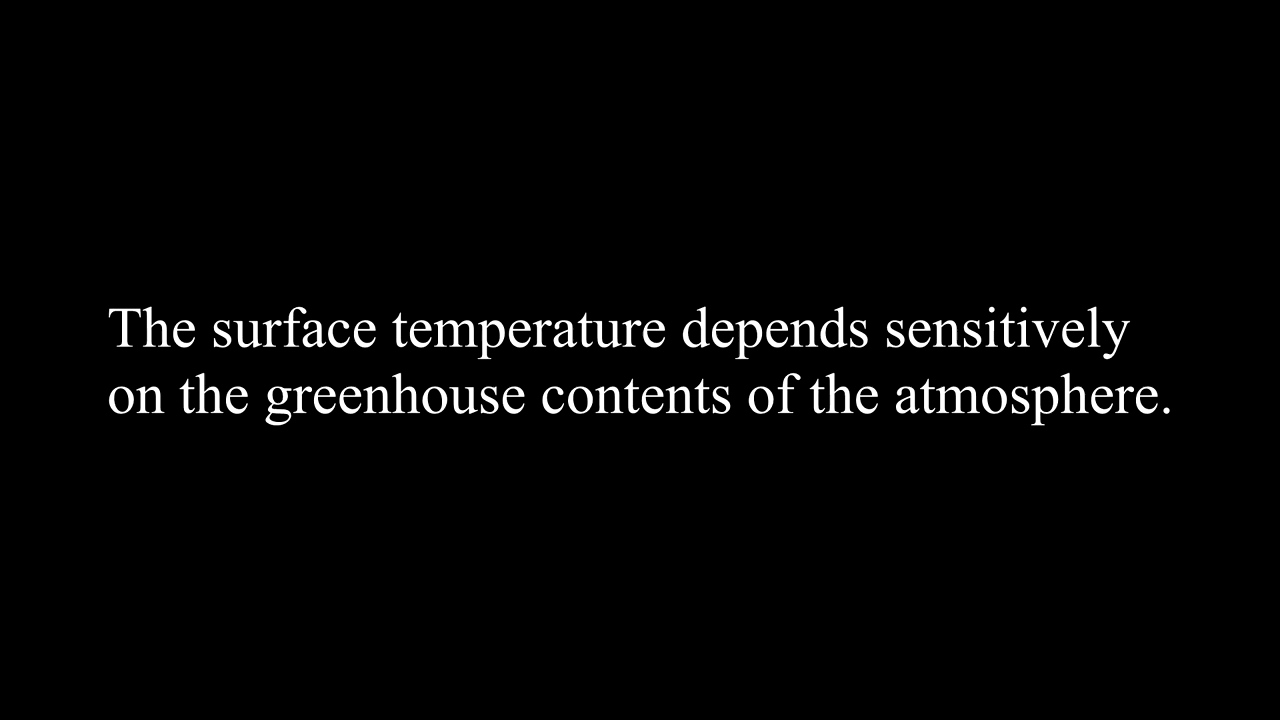 The surface temperature depends sensitively
on the greenhouse contents of the atmosphere.